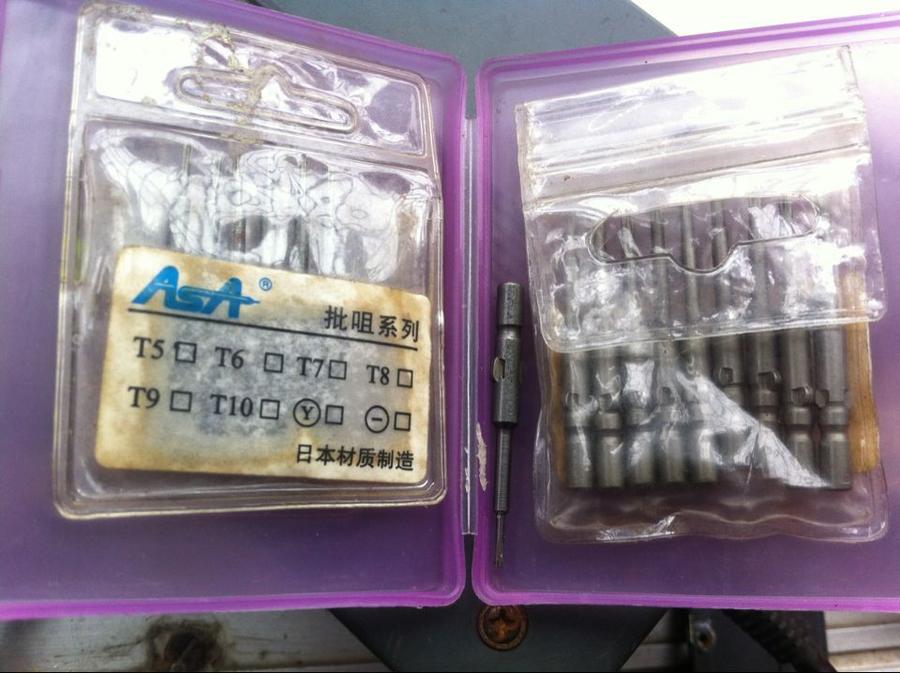 ASA®
批咀系列
T5 □ T6 □ T7 □ T8 □
T9 □ T10 □ Ⓨ □ ⊖ □
日本材质制造